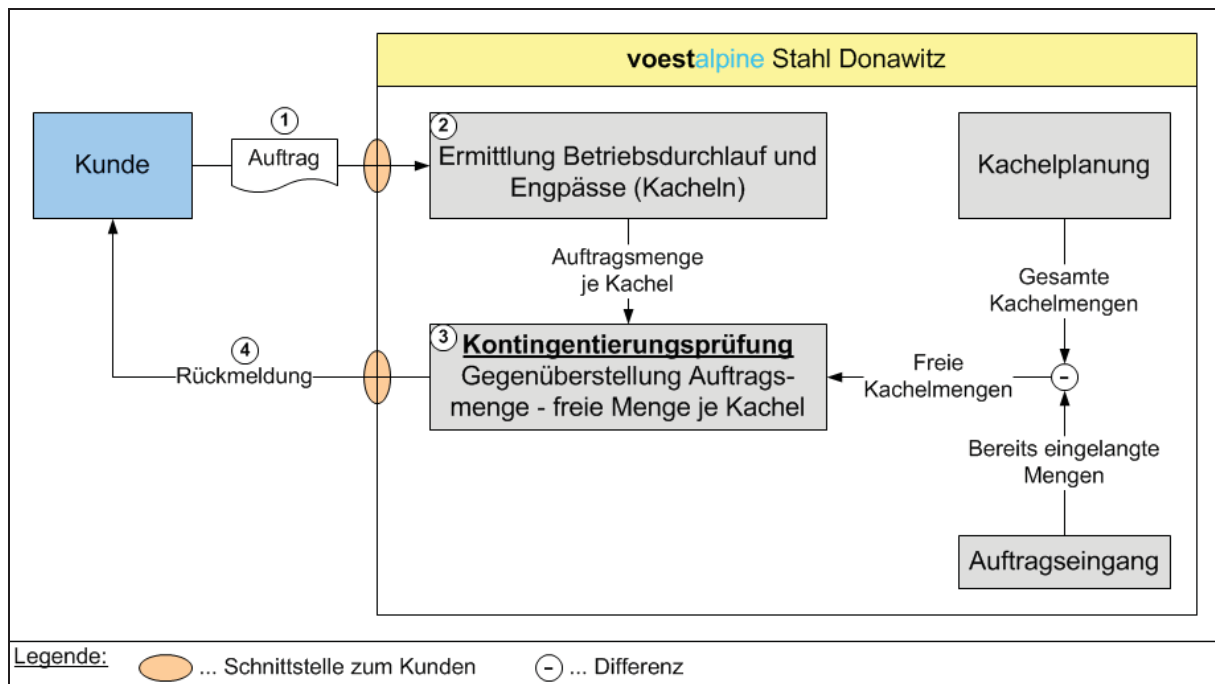 voestalpine Stahl Donawitz
Kunde
1
Auftrag
2
Ermittlung Betriebsdurchlauf und
Engpässe (Kacheln)
Kachelplanung
Auftragsmenge
je Kachel
Gesamte
Kachelmengen
3
Kontingentierungsprüfung
Gegenüberstellung Auftrags-
menge - freie Menge je Kachel
4
Rückmeldung
Freie
Kachelmengen
-
Bereits eingelangte
Mengen
Auftragseingang
Legende:
... Schnittstelle zum Kunden
- ... Differenz